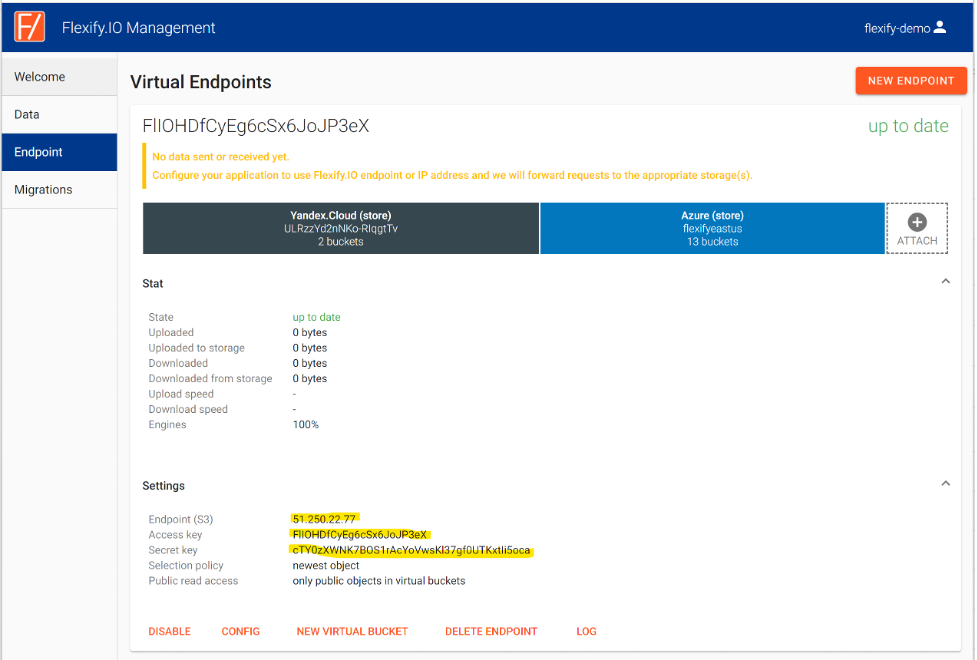 F/ Flexify.IO Management
flexify-demo
Welcome
Data
Endpoint
Migrations
Virtual Endpoints
NEW ENDPOINT
FlIOHDfCyEg6cSx6JoJP3eX
up to date
No data sent or received yet.
Configure your application to use Flexify.IO endpoint or IP address and we will forward requests to the appropriate storage(s).
Yandex.Cloud (store)
ULRzzYd2nNKo-RIqgtTv
2 buckets
Azure (store)
flexifyeastus
13 buckets
ATTACH
Stat
State up to date
Uploaded 0 bytes
Uploaded to storage 0 bytes
Downloaded 0 bytes
Downloaded from storage 0 bytes
Upload speed -
Download speed -
Engines 100%
Settings
Endpoint (S3) 51.250.22.77
Access key FlIOHDfCyEg6cSx6JoJP3eX
Secret key cTY0zXWNK7BOS1rAcYoVwsKl37gf0UTKxtIi5oca
Selection policy newest object
Public read access only public objects in virtual buckets
DISABLE CONFIG NEW VIRTUAL BUCKET DELETE ENDPOINT LOG